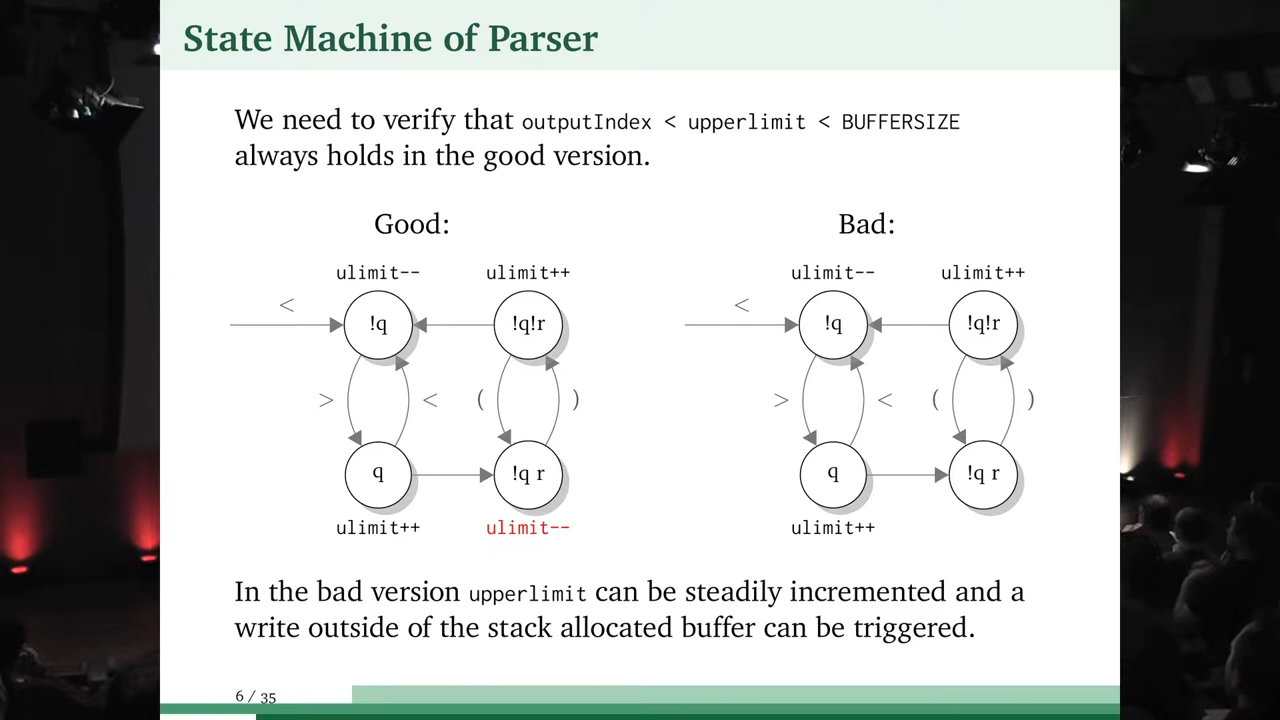 State Machine of Parser
We need to verify that outputIndex < upperlimit < BUFFERSIZE
always holds in the good version.
Good:
ulimit-- ulimit++
<
!q !q!r
> < ( )
q !q r
ulimit++ ulimit--
Bad:
ulimit-- ulimit++
<
!q !q!r
> < ( )
q !q r
ulimit++
In the bad version upperlimit can be steadily incremented and a
write outside of the stack allocated buffer can be triggered.
6 / 35